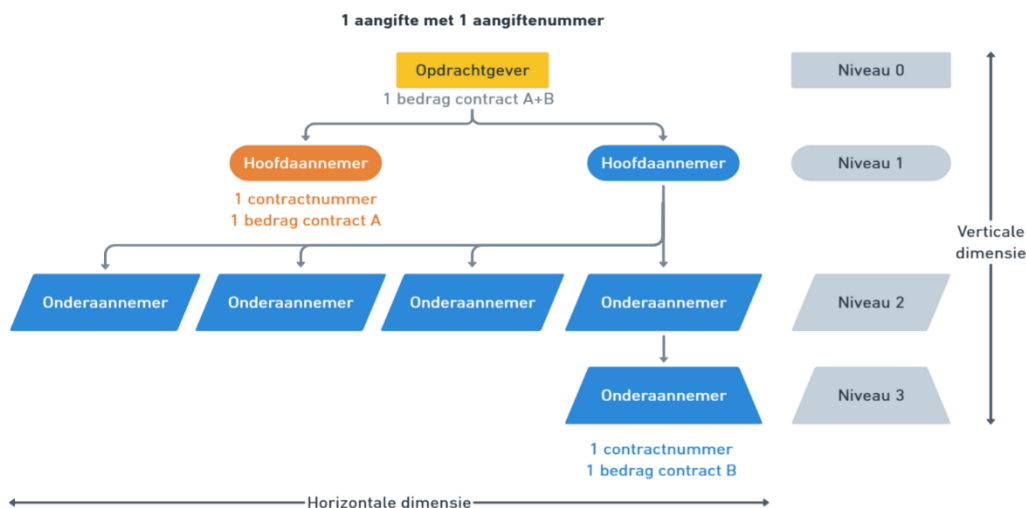 1 aangifte met 1 aangiftenummer
Opdrachtgever
Niveau 0
1 bedrag contract A+B
Hoofdaannemer
Hoofdaannemer
Niveau 1
1 contractnummer
1 bedrag contract A
Verticale
dimensie
Onderaannemer
Onderaannemer
Onderaannemer
Onderaannemer
Niveau 2
Onderaannemer
Niveau 3
1 contractnummer
1 bedrag contract B
Horizontale dimensie